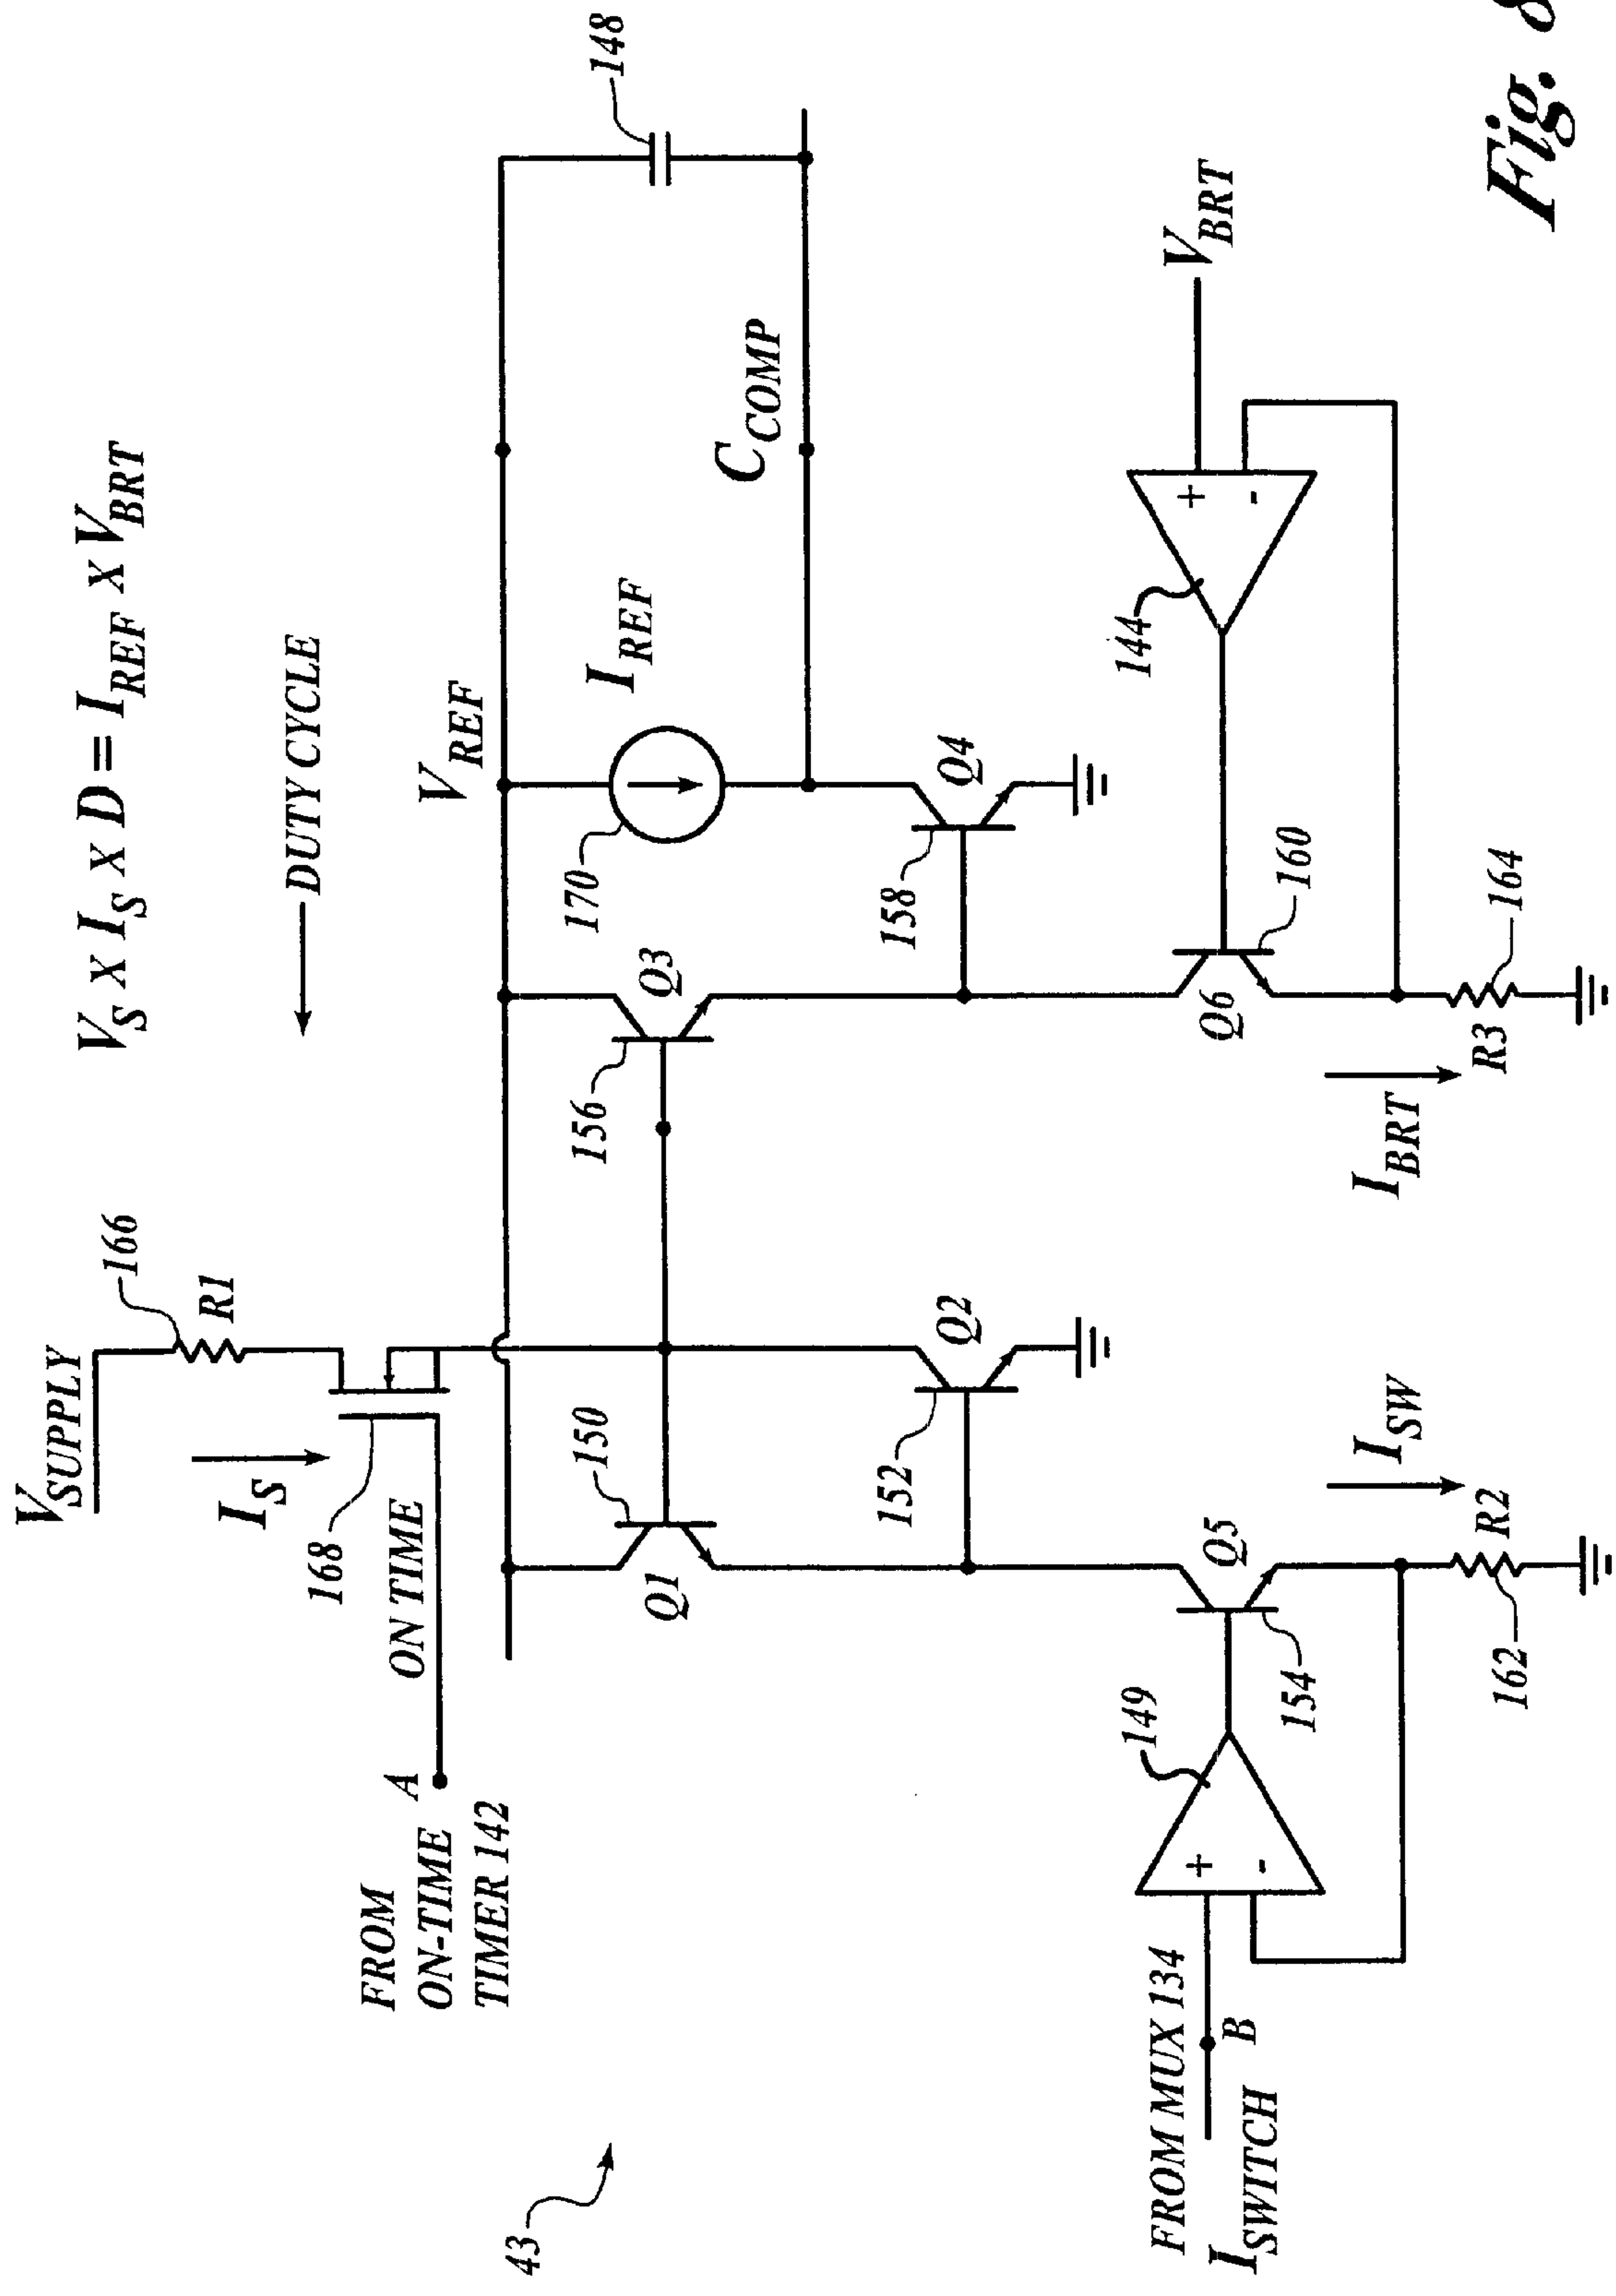 V_S X I_S X D = I_REF X V_BRT
DUTY CYCLE
V_SUPPLY
166
R1
I_S
168
ON TIME
FROM
ON-TIME A
TIMER 142
V_REF
I_REF
170
148
C_COMP
150
Q1
156
Q3
152
Q2
158
Q4
144
V_BRT
+
-
149
+
-
FROM MUX 134
B
I_SWITCH
Q5
154
I_SW
R2
162
Q6
160
I_BRT
R3
164
43
Fig. 8